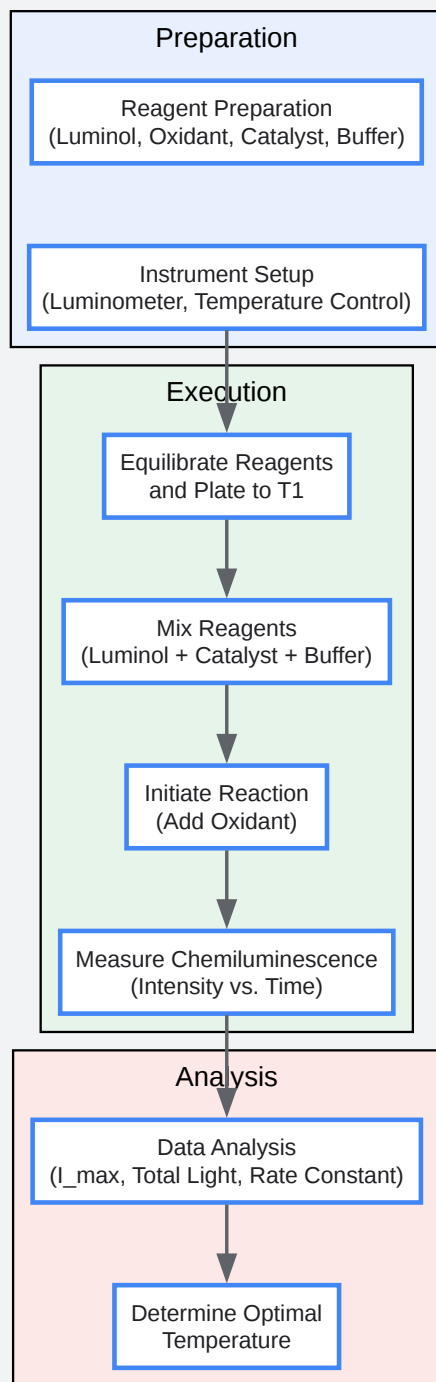 Preparation
Reagent Preparation
(Luminol, Oxidant, Catalyst, Buffer)
Instrument Setup
(Luminometer, Temperature Control)
Execution
Equilibrate Reagents
and Plate to T1
Mix Reagents
(Luminol + Catalyst + Buffer)
Initiate Reaction
(Add Oxidant)
Measure Chemiluminescence
(Intensity vs. Time)
Analysis
Data Analysis
(I_max, Total Light, Rate Constant)
Determine Optimal
Temperature